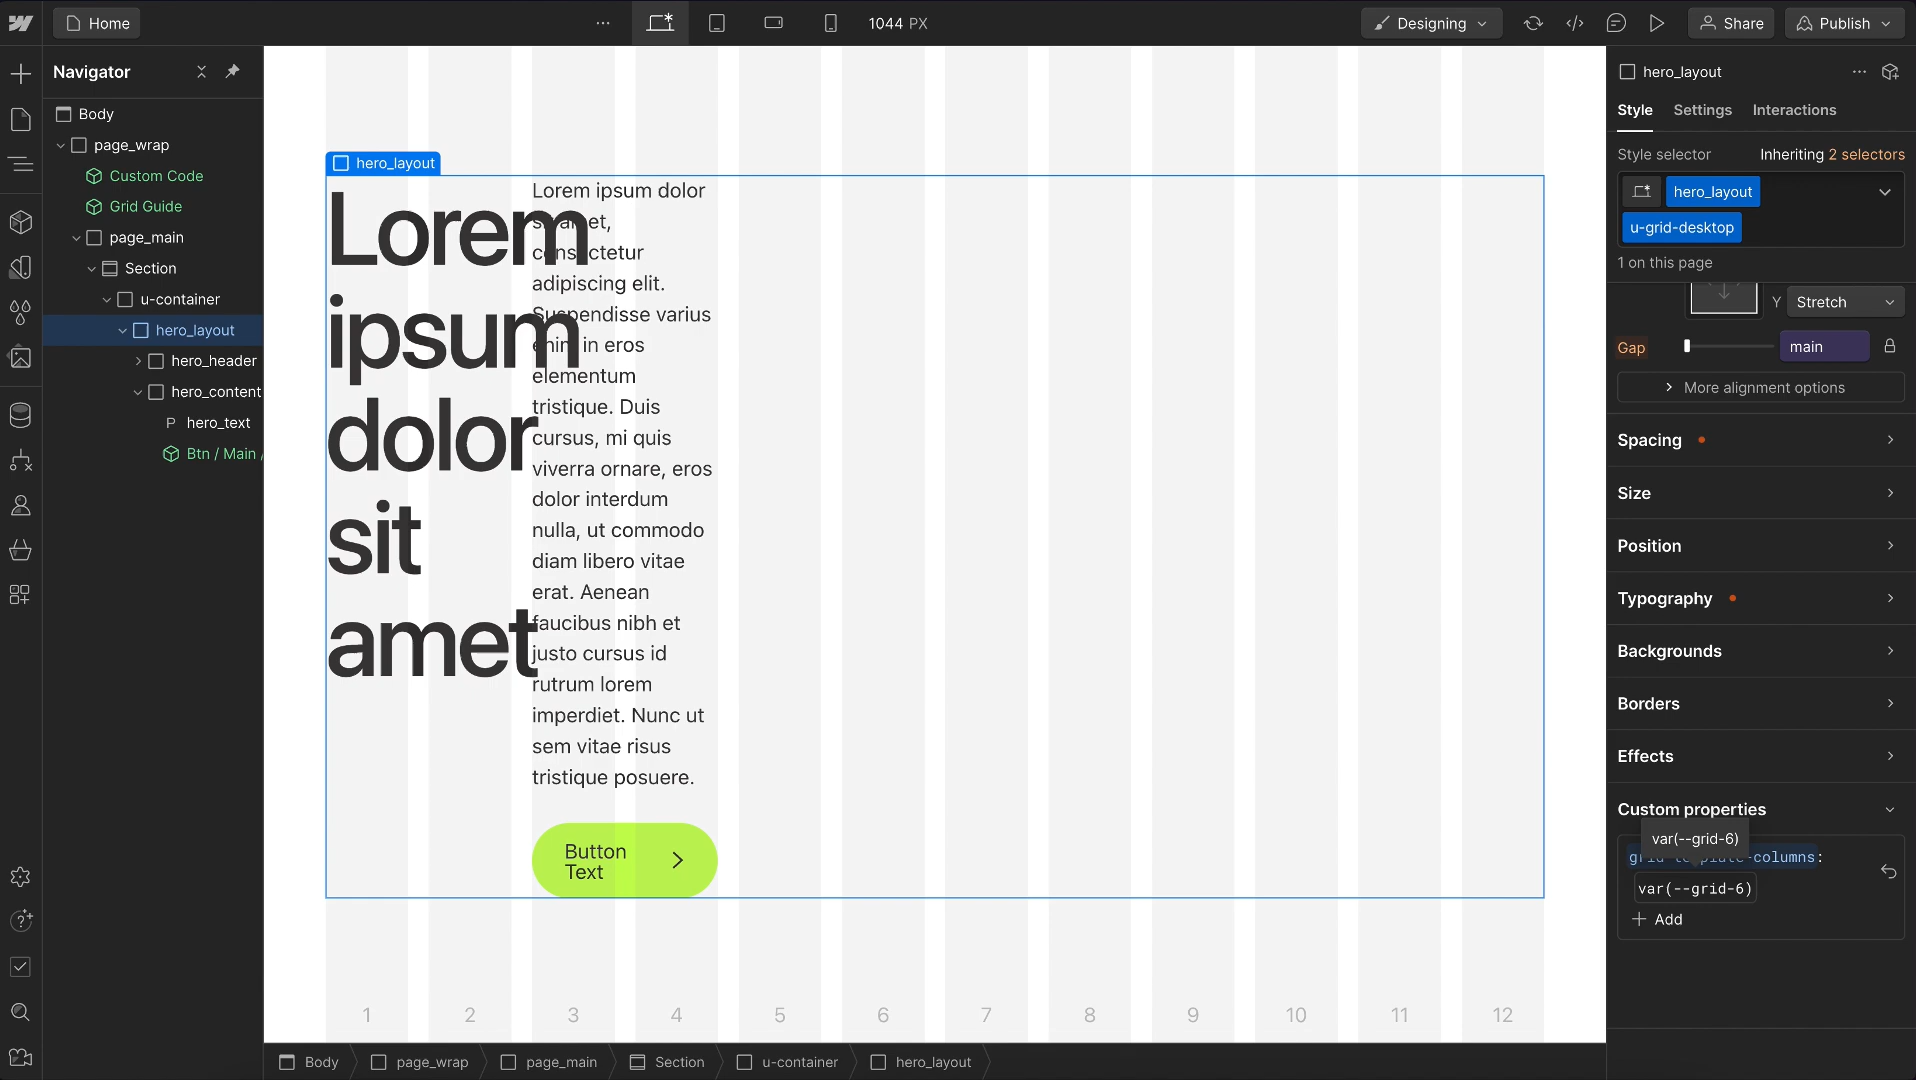 Home
1044 PX
Designing
Share
Publish
Navigator
Body
page_wrap
Custom Code
Grid Guide
page_main
Section
u-container
hero_layout
hero_header
hero_content
P hero_text
Btn / Main /
hero_layout
Lorem
ipsum
dolor
sit
amet
Lorem ipsum dolor
sit amet,
consectetur
adipiscing elit.
Suspendisse varius
enim in eros
elementum
tristique. Duis
cursus, mi quis
viverra ornare, eros
dolor interdum
nulla, ut commodo
diam libero vitae
erat. Aenean
faucibus nibh et
justo cursus id
rutrum lorem
imperdiet. Nunc ut
sem vitae risus
tristique posuere.
Button
Text
1 2 3 4 5 6 7 8 9 10 11 12
Body page_wrap page_main Section u-container hero_layout
hero_layout
Style Settings Interactions
Style selector Inheriting 2 selectors
hero_layout
u-grid-desktop
1 on this page
Y Stretch
Gap main
More alignment options
Spacing
Size
Position
Typography
Backgrounds
Borders
Effects
Custom properties
var(--grid-6)
grid-template-columns:
var(--grid-6)
Add